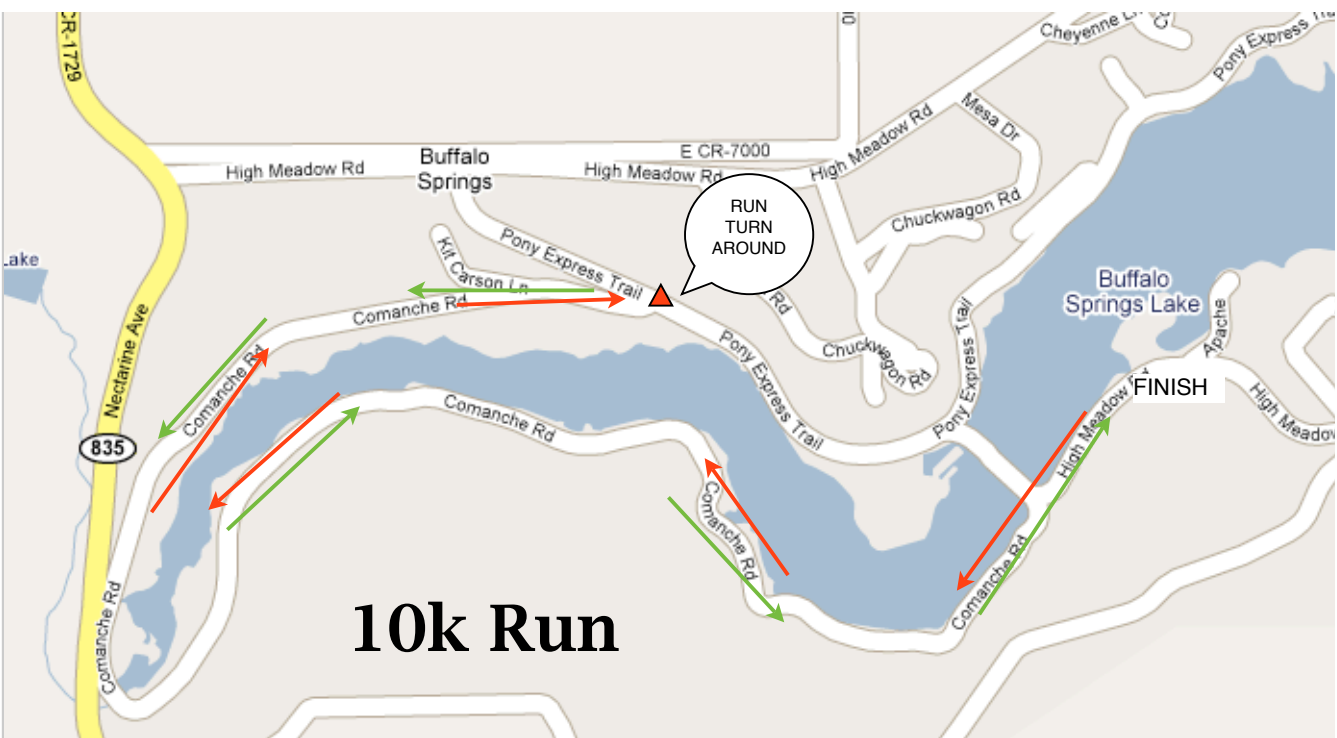 CR-1729
Cheyenne Ln
Pony Express Tra
Mesa Dr
High Meadow Rd
E CR-7000
Buffalo
Springs
High Meadow Rd
High Meadow Rd
RUN
TURN
AROUND
Chuckwagon Rd
Pony Express Trail
Kit Carson Ln
Lake
Buffalo
Springs Lake
Comanche Rd
Rd
Apache
Nectarine Ave
Pony Express Trail
Chuckwagon Rd
Pony Express Trail
Comanche Rd
High Meadow R
FINISH
High Meadow
835
Comanche Rd
Comanche Rd
Comanche Rd
Comanche Rd
10k Run